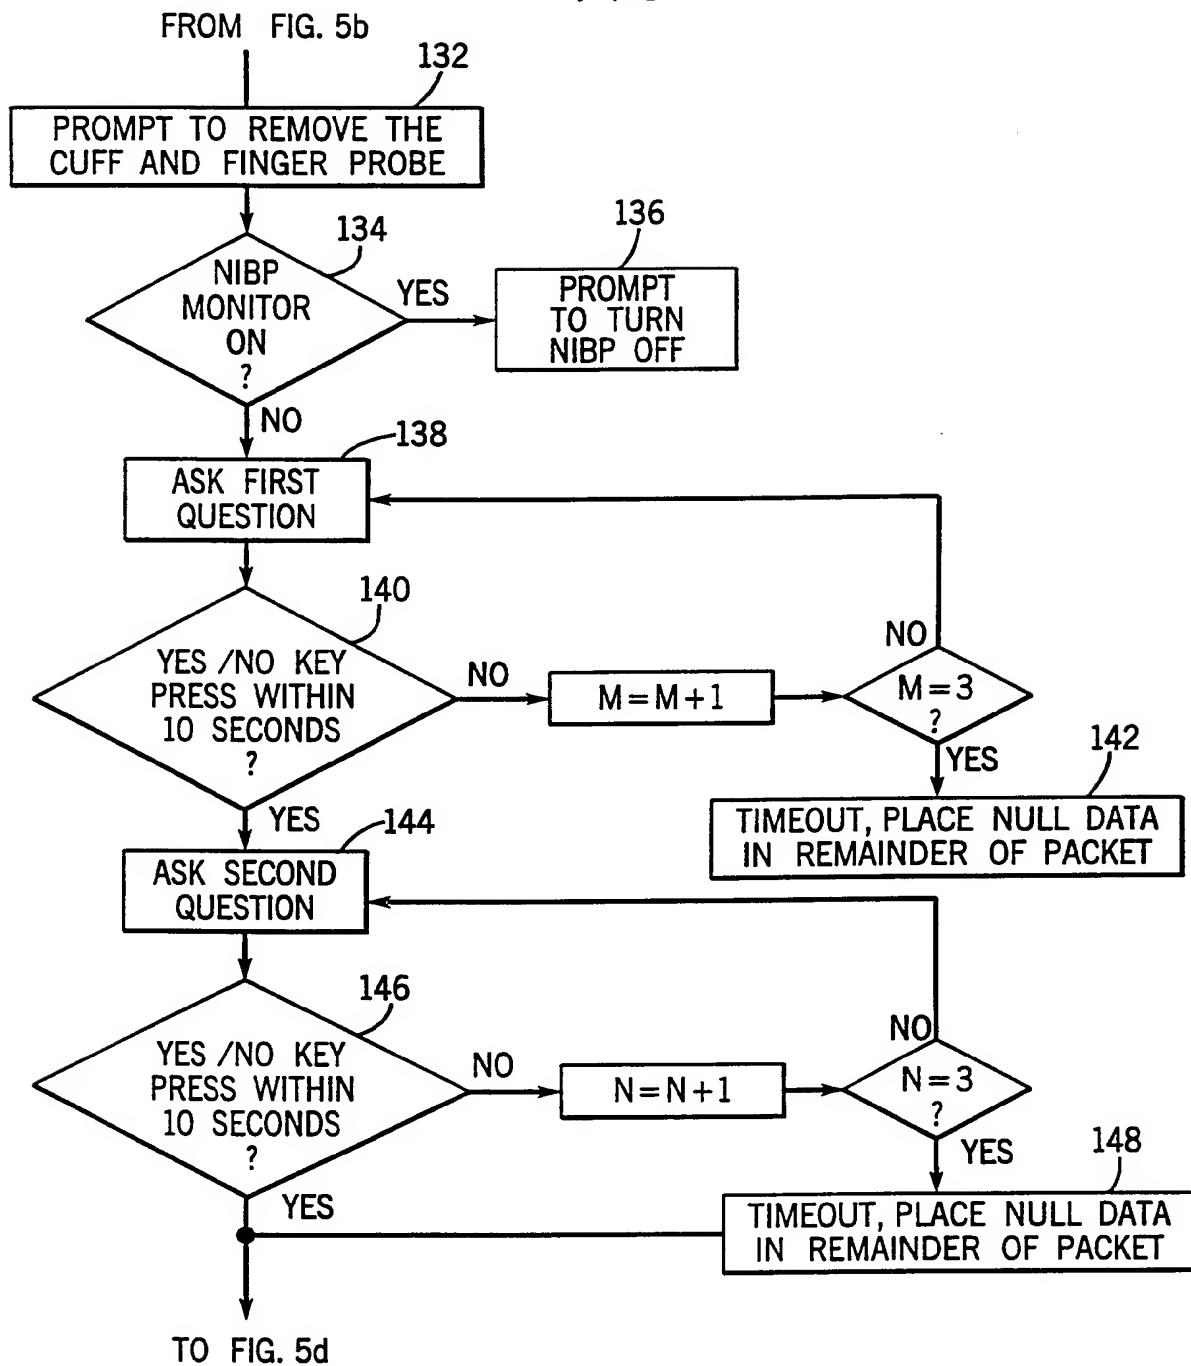 FROM FIG. 5b
132
PROMPT TO REMOVE THE
CUFF AND FINGER PROBE
134
NIBP
MONITOR
ON
?
YES
136
PROMPT
TO TURN
NIBP OFF
NO
138
ASK FIRST
QUESTION
140
YES/NO KEY
PRESS WITHIN
10 SECONDS
?
NO
M=M+1
NO
M=3
?
YES
142
TIMEOUT, PLACE NULL DATA
IN REMAINDER OF PACKET
YES
144
ASK SECOND
QUESTION
146
YES/NO KEY
PRESS WITHIN
10 SECONDS
?
NO
N=N+1
NO
N=3
?
YES
148
TIMEOUT, PLACE NULL DATA
IN REMAINDER OF PACKET
YES
TO FIG. 5d